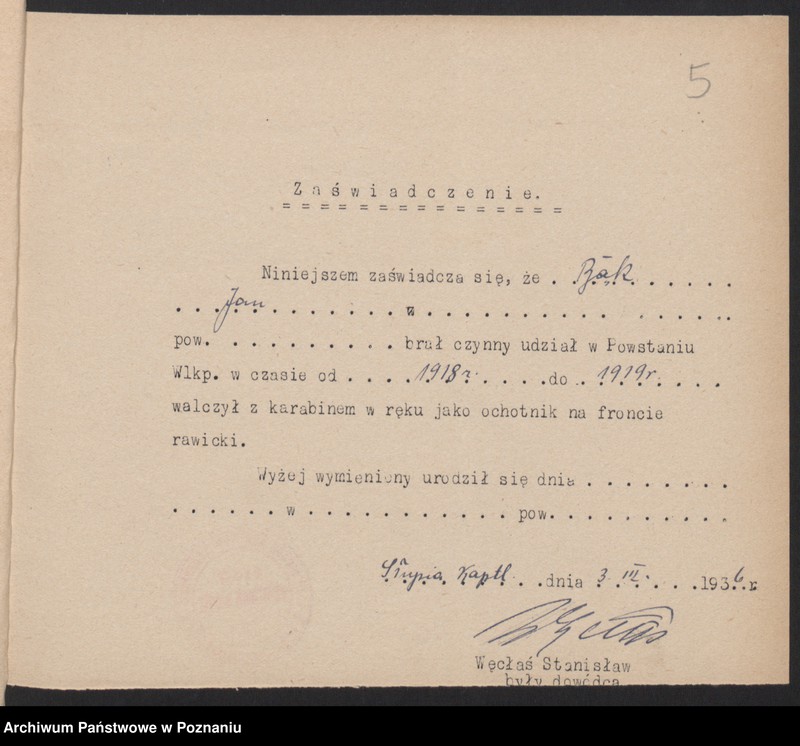 5
Zaświadczenie.
===============
Niniejszem zaświadcza się, że . Bąk . . . . .
. . . Jan . . . . . . . . z . . . . . . . . . . . . . . .
pow. . . . . . . . . . . brał czynny udział w Powstaniu
Wlkp. w czasie od . . . . 1918 r. . . . . do . . 1919 r. . . . .
walczył z karabinem w ręku jako ochotnik na froncie
rawicki.
Wyżej wymieniony urodził się dnia . . . . . . . .
. . . . . . w . . . . . . . . . . . . pow. . . . . . . . . . .
Słupia Kaptl. . . dnia 3. III. . . . 1936 r.
Węcłaś Stanisław
były dowódca
Archiwum Państwowe w Poznaniu